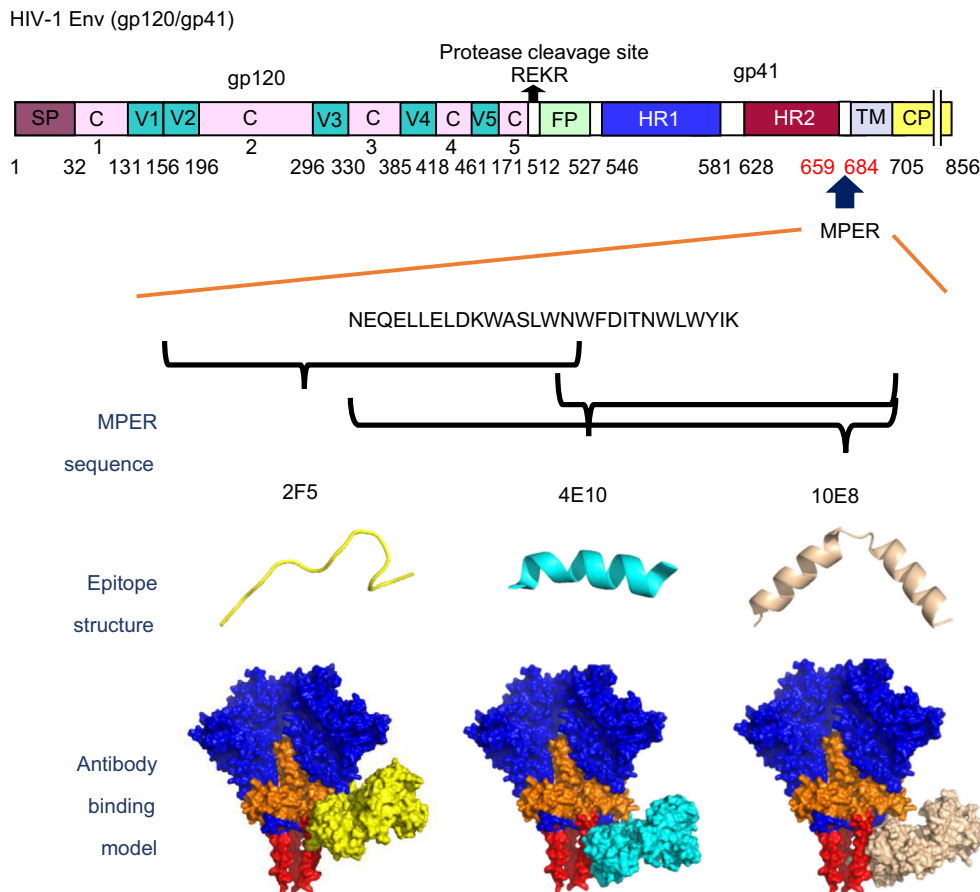 HIV-1 Env (gp120/gp41)
Protease cleavage site
gp120 REKR gp41
SP C V1 V2 C V3 C V4 C V5 C FP HR1 HR2 TM CP
1 2 3 4 5
1 32 131 156 196 296 330 385 418 461 171 512 527 546 581 628 659 684 705 856
MPER
NEQELLELDKWASLWNWFDITNWLWYIK
MPER
sequence
2F5 4E10 10E8
Epitope
structure
Antibody
binding
model